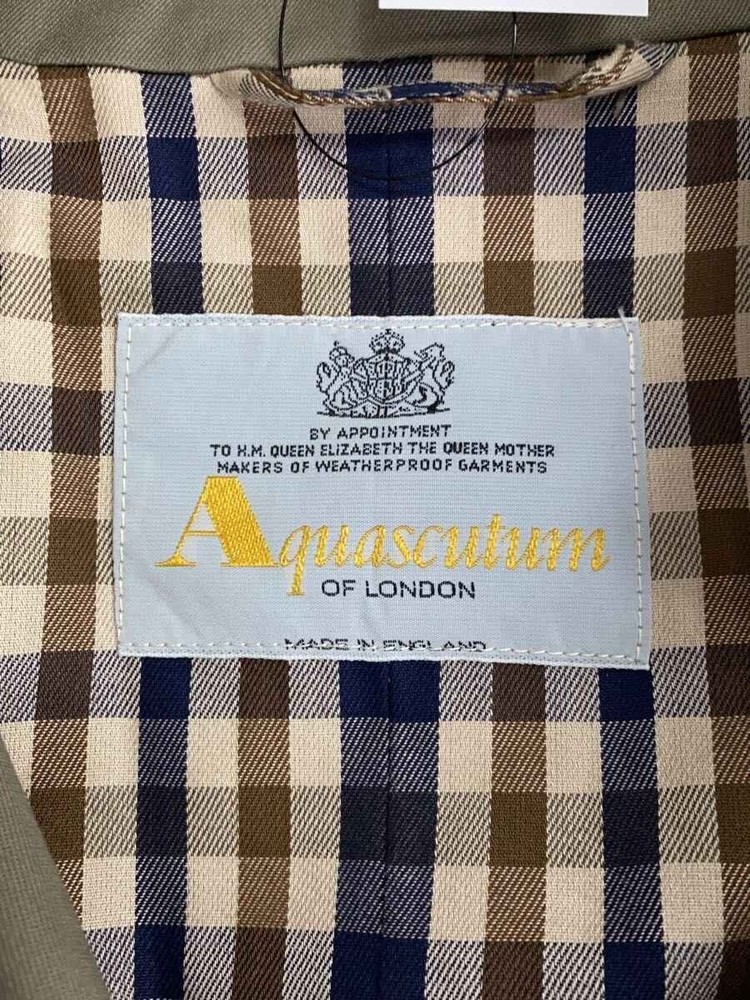 BY APPOINTMENT
TO H.M. QUEEN ELIZABETH THE QUEEN MOTHER
MAKERS OF WEATHERPROOF GARMENTS
Aquascutum
OF LONDON
MADE IN ENGLAND